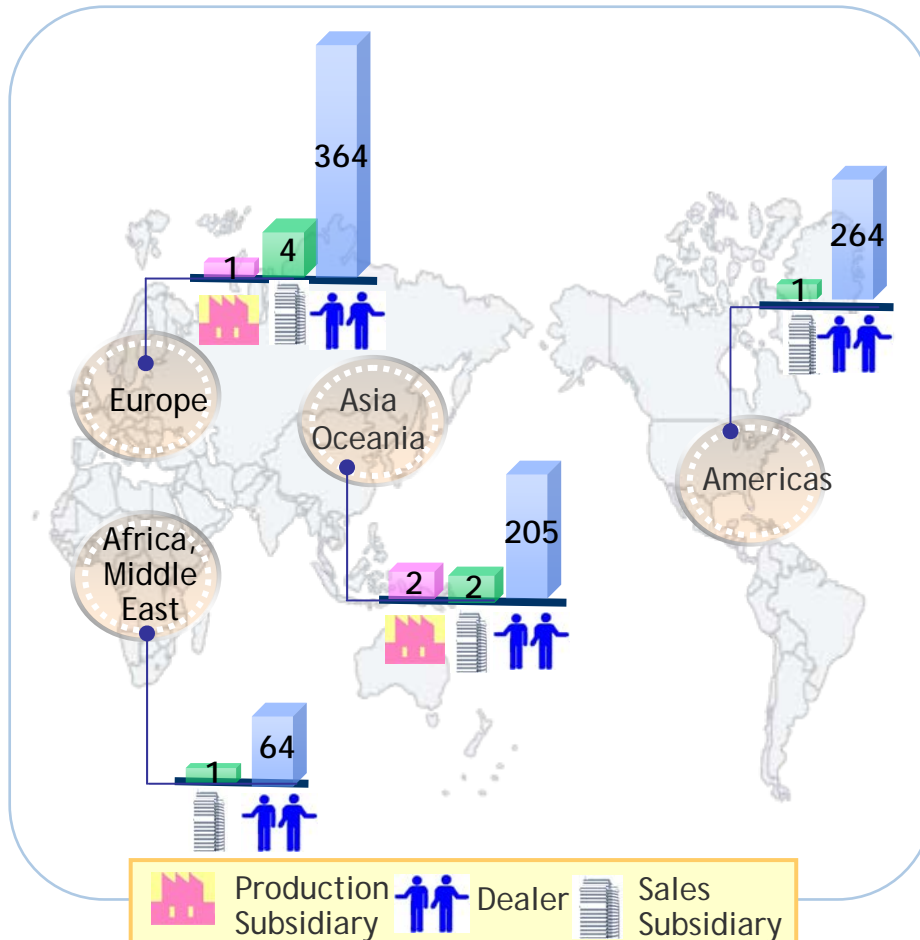 364
4
1
264
1
Europe
Asia
Oceania
Americas
205
2
2
Africa,
Middle
East
64
1
Production
Subsidiary
Dealer
Sales
Subsidiary